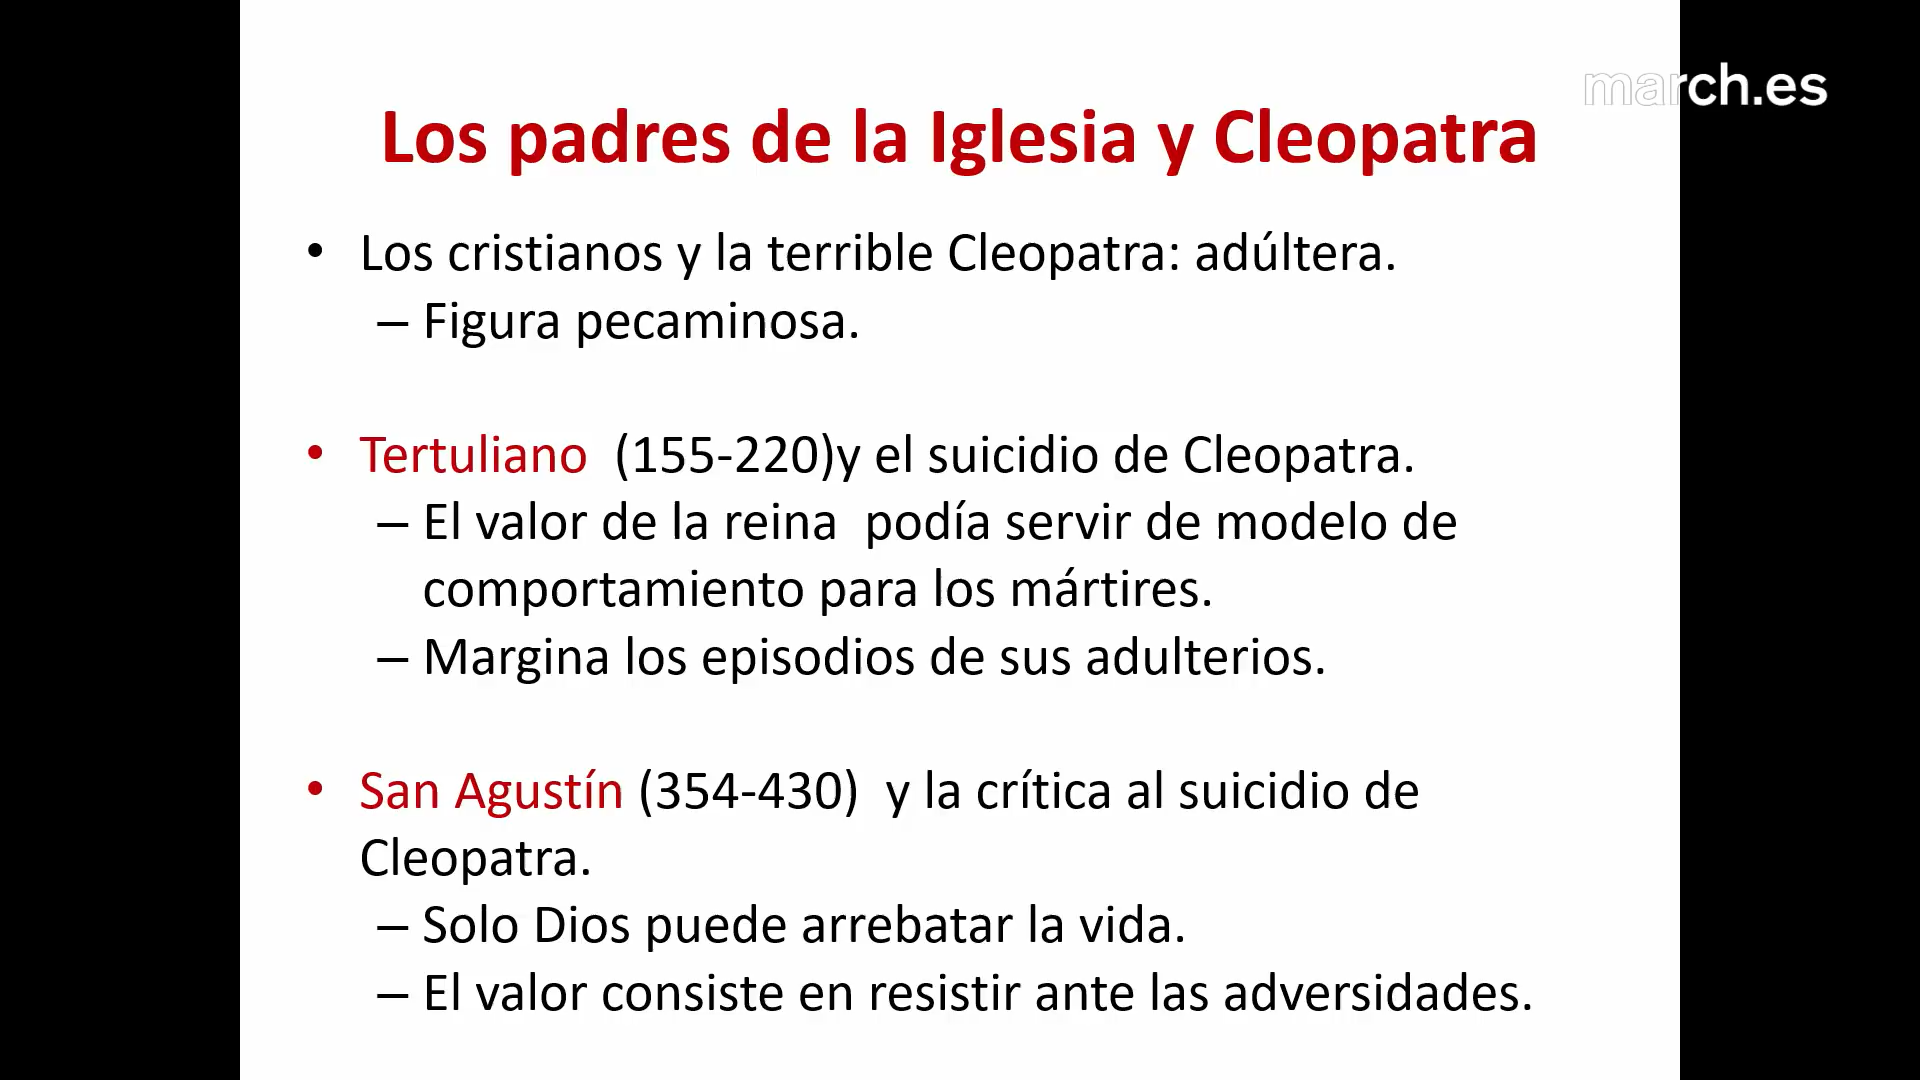 march.es
Los padres de la Iglesia y Cleopatra
• Los cristianos y la terrible Cleopatra: adúltera.
– Figura pecaminosa.
• Tertuliano (155-220)y el suicidio de Cleopatra.
– El valor de la reina podía servir de modelo de
comportamiento para los mártires.
– Margina los episodios de sus adulterios.
• San Agustín (354-430) y la crítica al suicidio de
Cleopatra.
– Solo Dios puede arrebatar la vida.
– El valor consiste en resistir ante las adversidades.